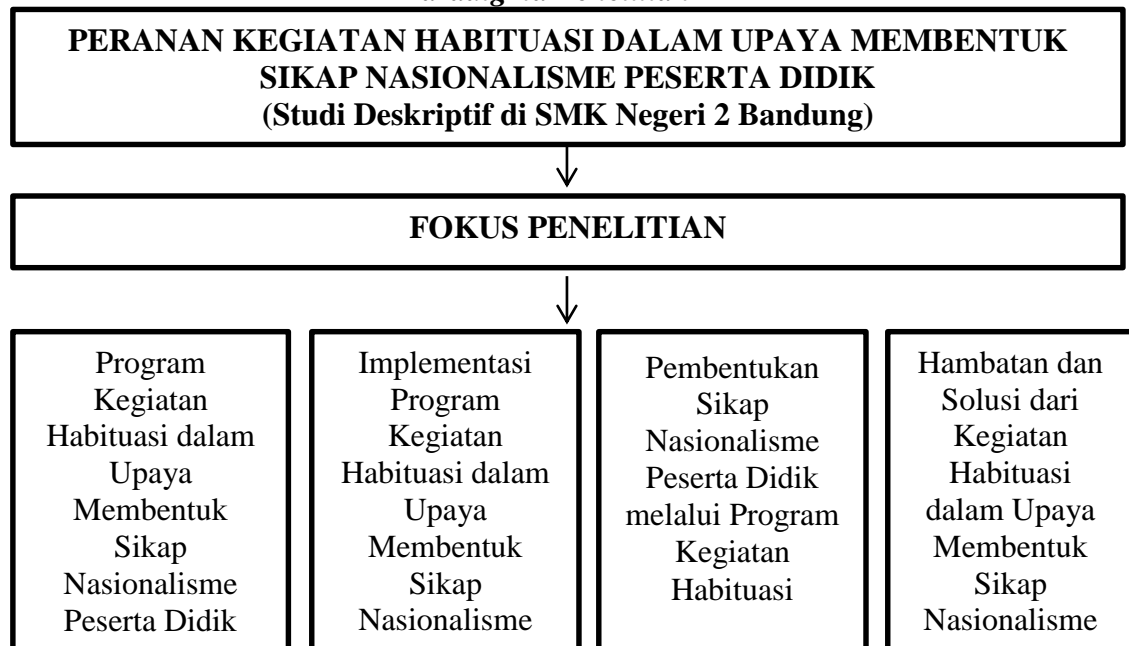 PERANAN KEGIATAN HABITUASI DALAM UPAYA MEMBENTUK
SIKAP NASIONALISME PESERTA DIDIK
(Studi Deskriptif di SMK Negeri 2 Bandung)
FOKUS PENELITIAN
Program
Kegiatan
Habituasi dalam
Upaya
Membentuk
Sikap
Nasionalisme
Peserta Didik
Implementasi
Program
Kegiatan
Habituasi dalam
Upaya
Membentuk
Sikap
Nasionalisme
Pembentukan
Sikap
Nasionalisme
Peserta Didik
melalui Program
Kegiatan
Habituasi
Hambatan dan
Solusi dari
Kegiatan
Habituasi
dalam Upaya
Membentuk
Sikap
Nasionalisme